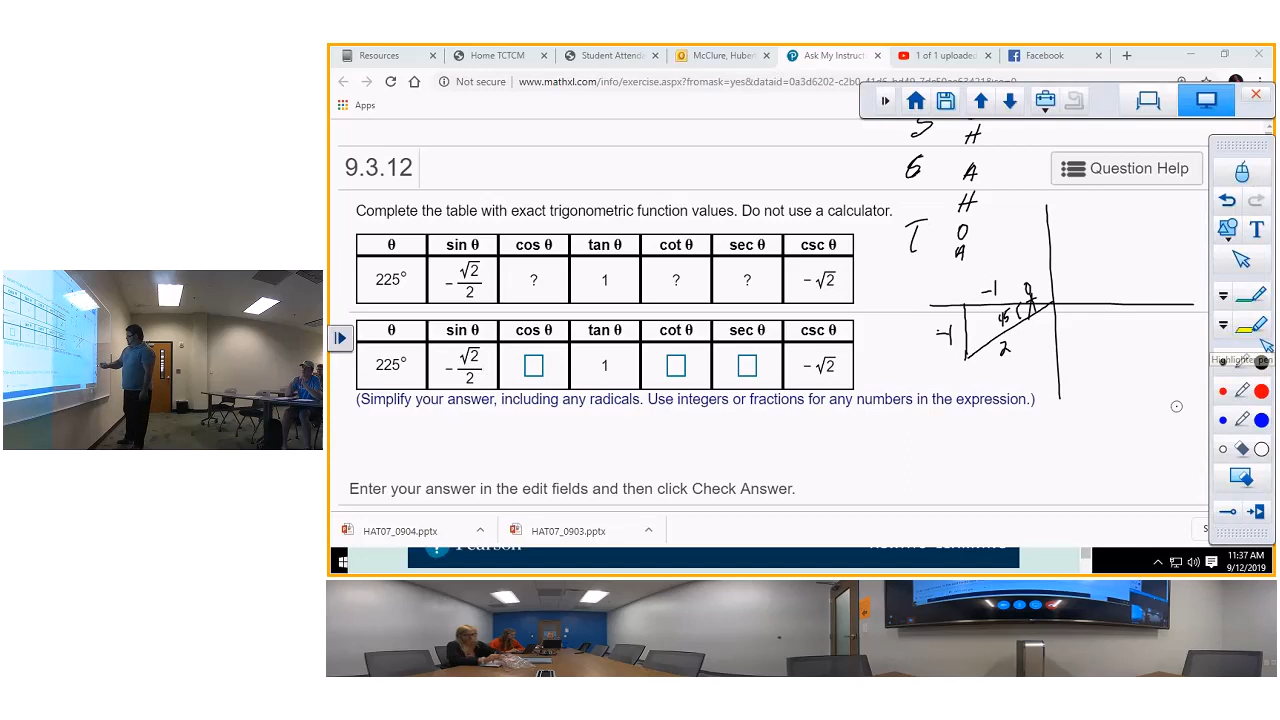 Resources
Home TCTCM
Student Attend
McClure, Hubert
Ask My Instruct
1 of 1 uploaded
Facebook
Not secure
www.mathxl.com/info/exercise.aspx?fromask=yes&dataid=
Apps
S
H
A
H
T
O
A
9.3.12
Question Help
Complete the table with exact trigonometric function values. Do not use a calculator.
θ sin θ cos θ tan θ cot θ sec θ csc θ
225° -√2/2 ? 1 ? ? -√2
θ sin θ cos θ tan θ cot θ sec θ csc θ
225° -√2/2 1 -√2
(Simplify your answer, including any radicals. Use integers or fractions for any numbers in the expression.)
-1
θ
45
-1
2
T
Highlighter pen
Enter your answer in the edit fields and then click Check Answer.
HAT07_0904.pptx
HAT07_0903.pptx
S
Pearson
11:37 AM
9/12/2019